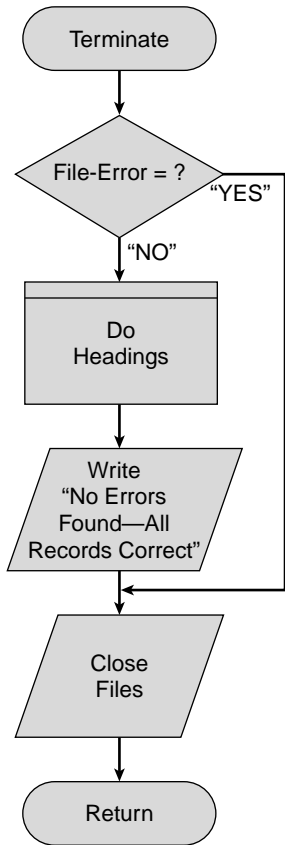 Terminate
File-Error = ?
“YES”
“NO”
Do
Headings
Write
“No Errors
Found—All
Records Correct”
Close
Files
Return